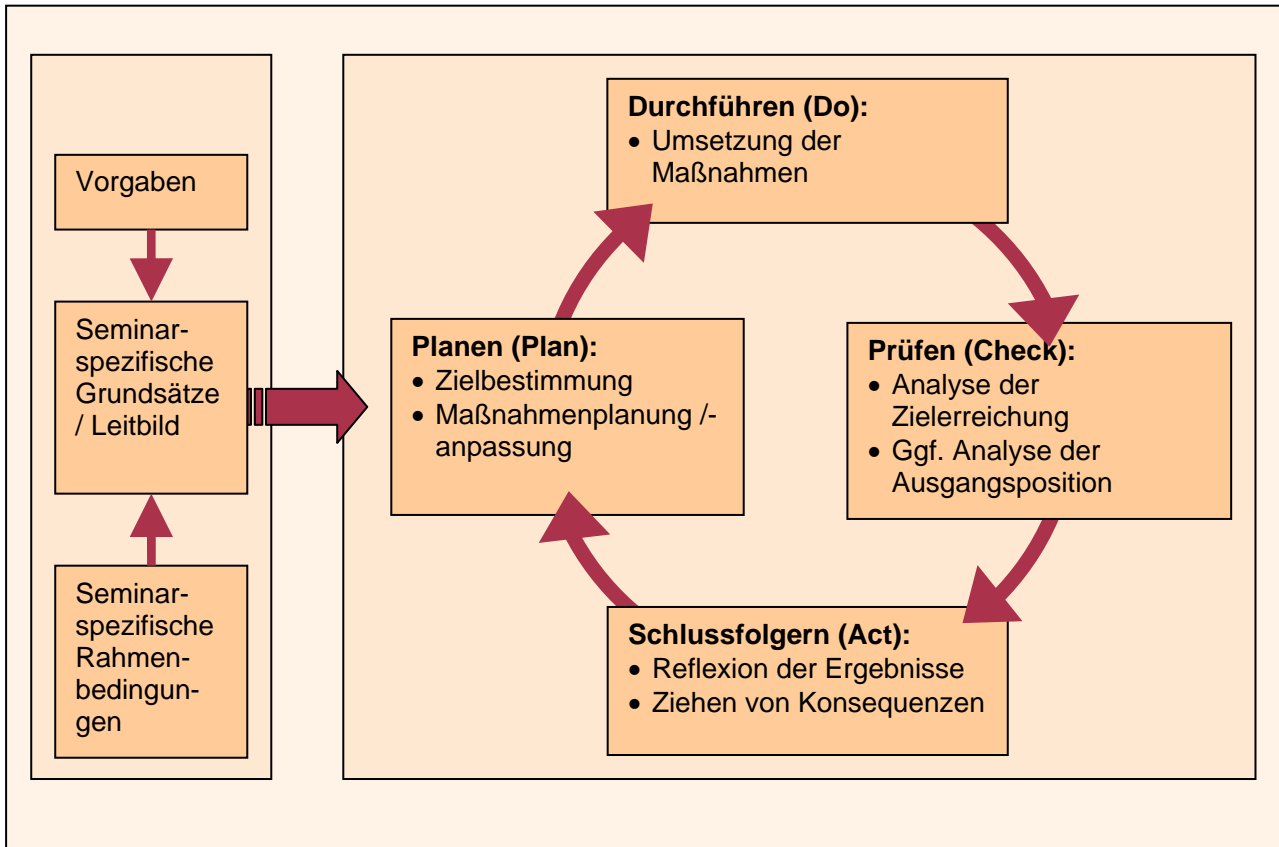 Vorgaben
Seminar-
spezifische
Grundsätze
/ Leitbild
Seminar-
spezifische
Rahmen-
bedingun-
gen
Durchführen (Do):
• Umsetzung der
Maßnahmen
Planen (Plan):
• Zielbestimmung
• Maßnahmenplanung /-
anpassung
Prüfen (Check):
• Analyse der
Zielerreichung
• Ggf. Analyse der
Ausgangsposition
Schlussfolgern (Act):
• Reflexion der Ergebnisse
• Ziehen von Konsequenzen